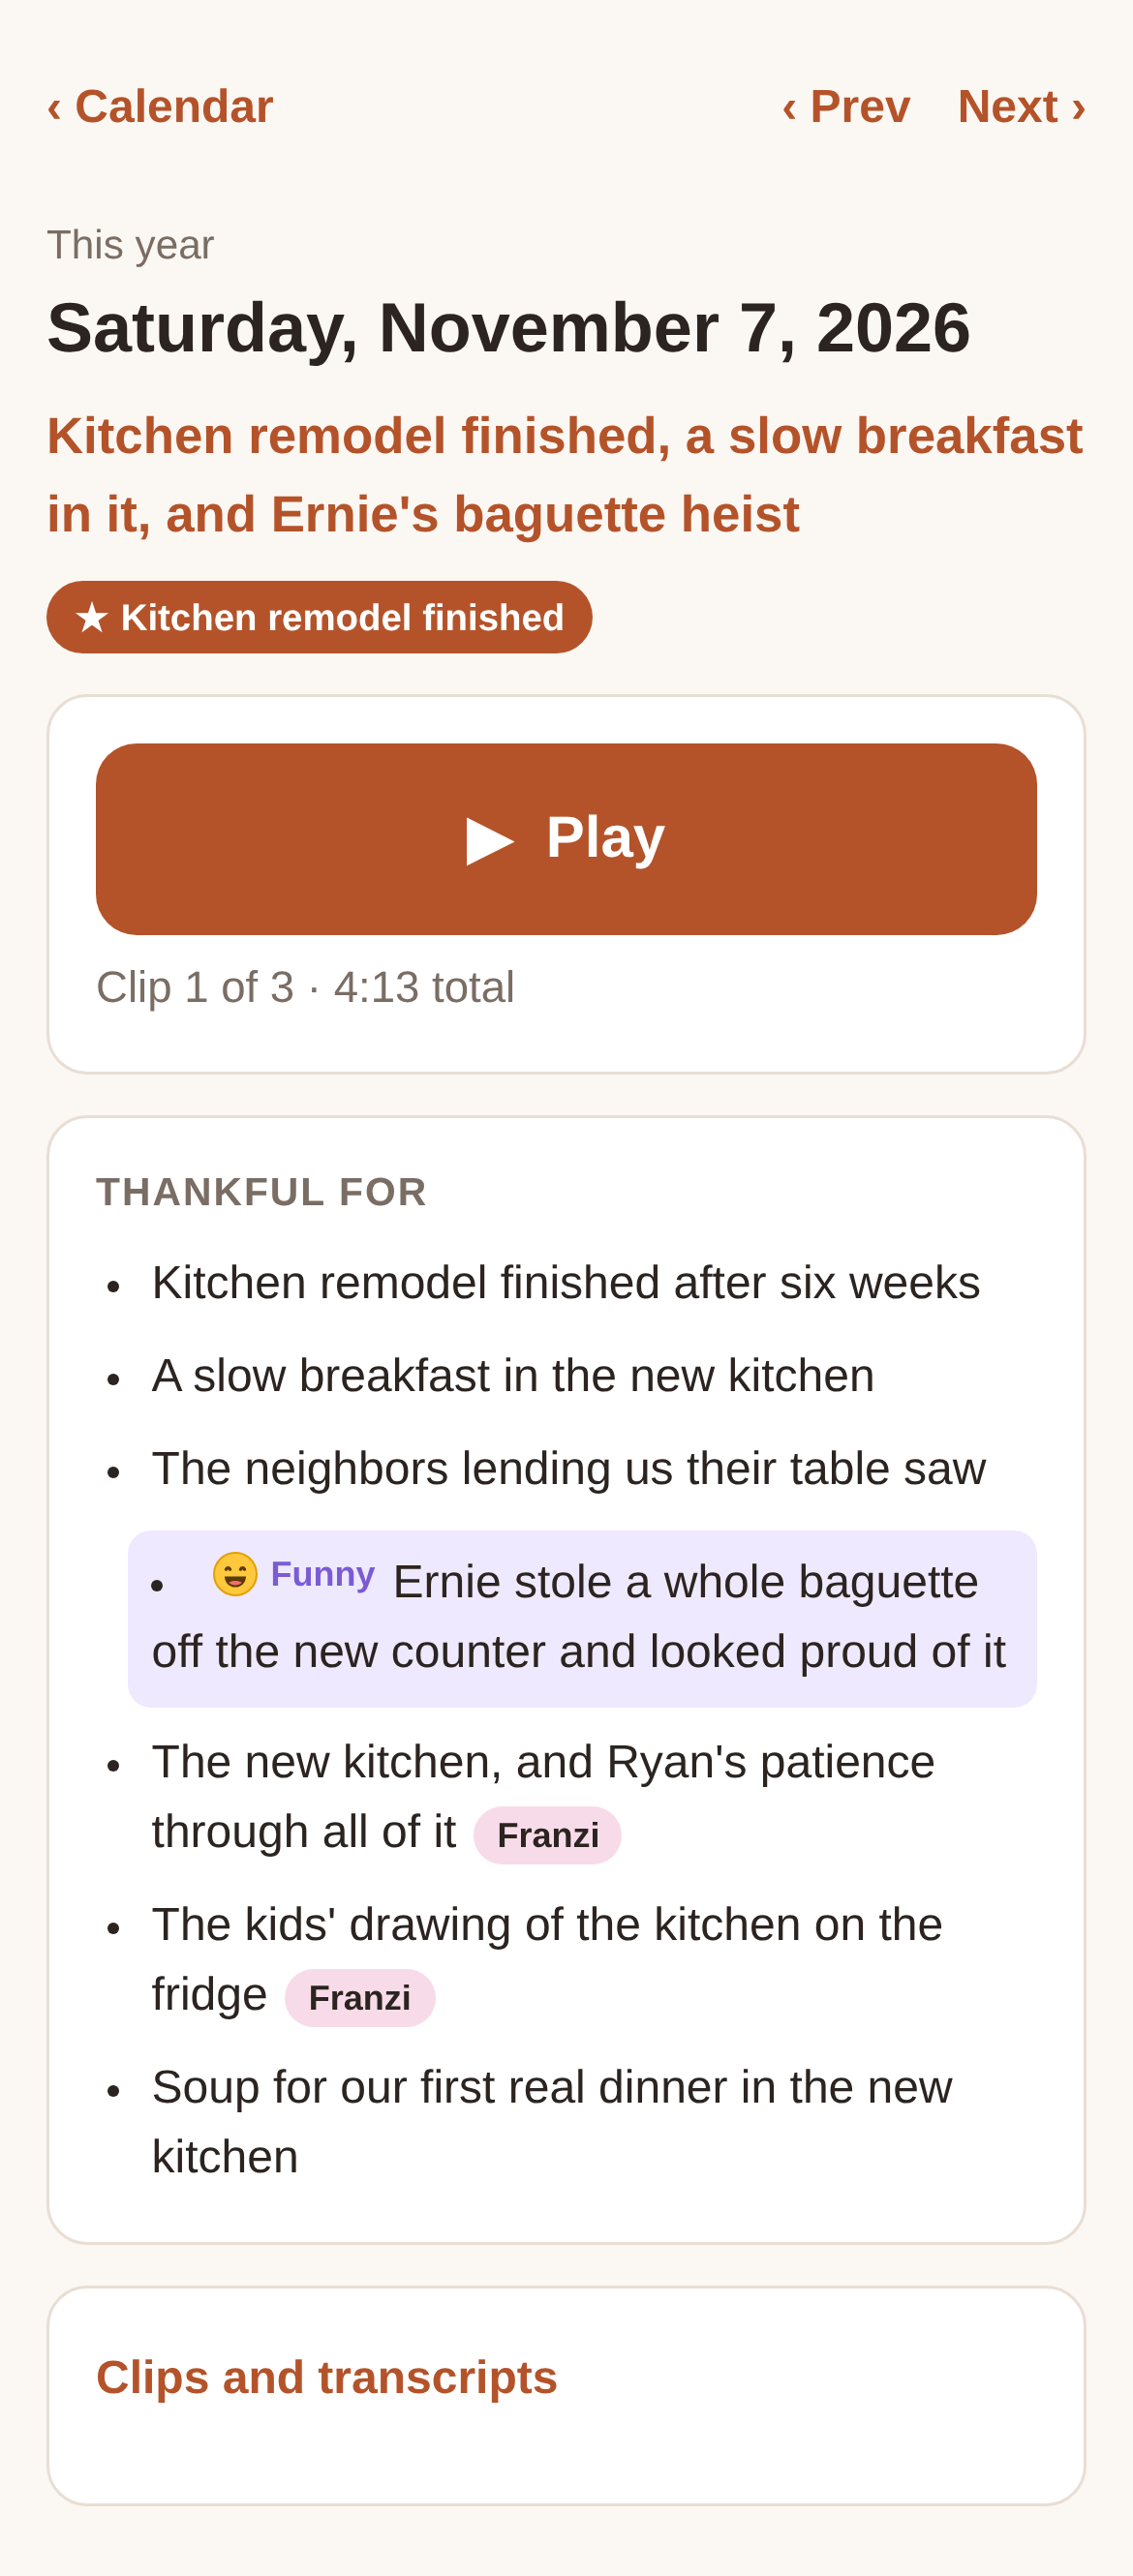 ‹ Calendar ‹ Prev Next ›
This year
Saturday, November 7, 2026
Kitchen remodel finished, a slow breakfast
in it, and Ernie's baguette heist
★ Kitchen remodel finished
▶ Play
Clip 1 of 3 · 4:13 total
THANKFUL FOR
• Kitchen remodel finished after six weeks
• A slow breakfast in the new kitchen
• The neighbors lending us their table saw
• 😄 Funny Ernie stole a whole baguette
off the new counter and looked proud of it
• The new kitchen, and Ryan's patience
through all of it Franzi
• The kids' drawing of the kitchen on the
fridge Franzi
• Soup for our first real dinner in the new
kitchen
Clips and transcripts